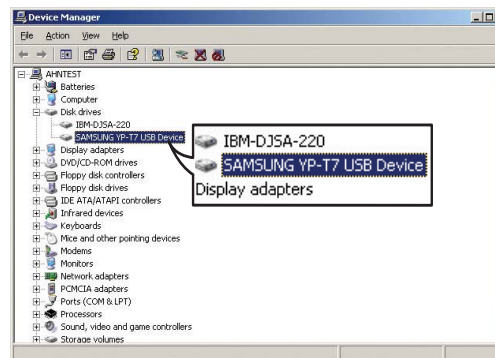 Device Manager
File Action View Help
AHNTEST
Batteries
Computer
Disk drives
IBM-DJSA-220
SAMSUNG YP-T7 USB Device
Display adapters
DVD/CD-ROM drives
Floppy disk controllers
Floppy disk drives
IDE ATA/ATAPI controllers
Infrared devices
Keyboards
Mice and other pointing devices
Modems
Monitors
Network adapters
PCMCIA adapters
Ports (COM & LPT)
Processors
Sound, video and game controllers
Storage volumes
IBM-DJSA-220
SAMSUNG YP-T7 USB Device
Display adapters